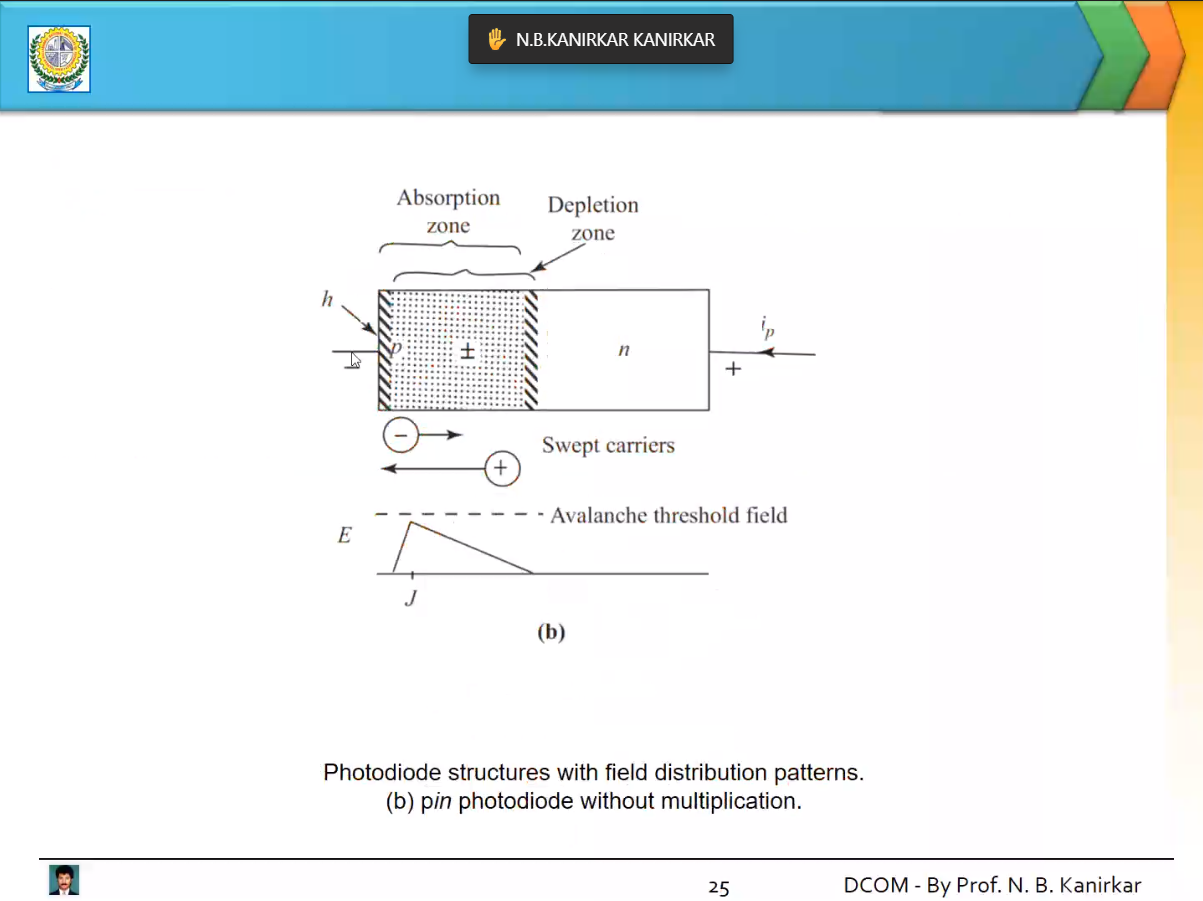 N.B.KANIRKAR KANIRKAR
Absorption
zone
Depletion
zone
h
p
±
n
iₚ
−
+
−
+
Swept carriers
Avalanche threshold field
E
J
(b)
Photodiode structures with field distribution patterns.
(b) pin photodiode without multiplication.
25
DCOM - By Prof. N. B. Kanirkar